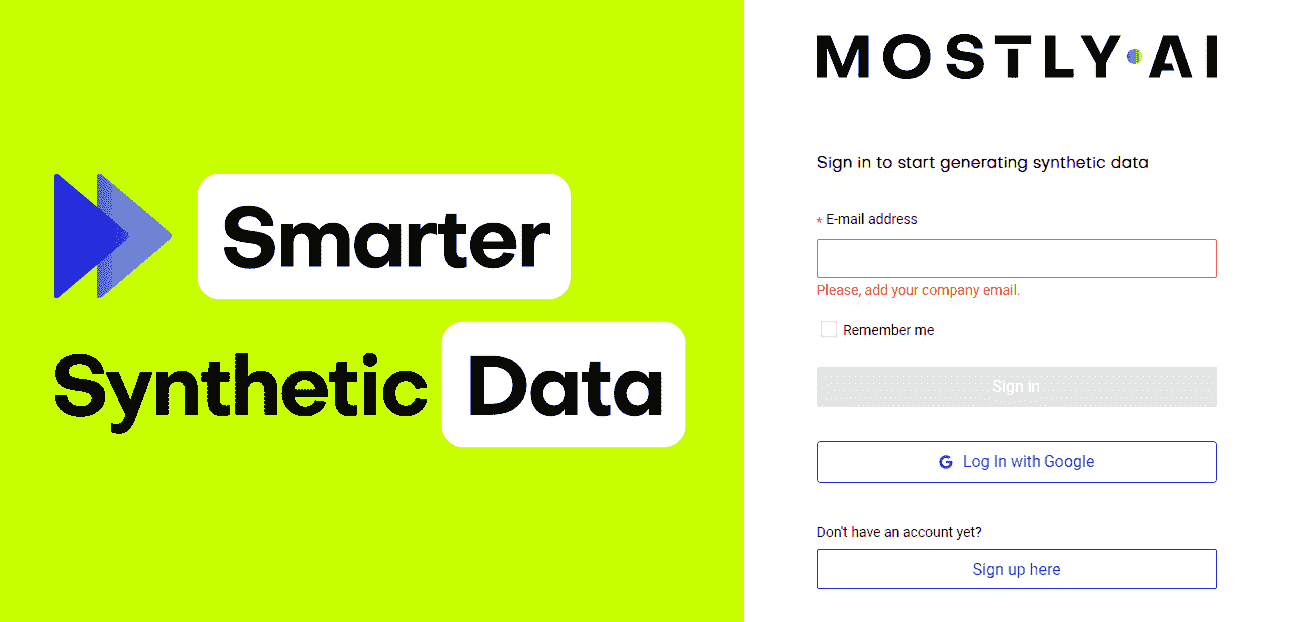 Smarter
Synthetic Data
MOSTLY AI
Sign in to start generating synthetic data
* E-mail address
Please, add your company email.
Remember me
Sign in
G Log In with Google
Don't have an account yet?
Sign up here